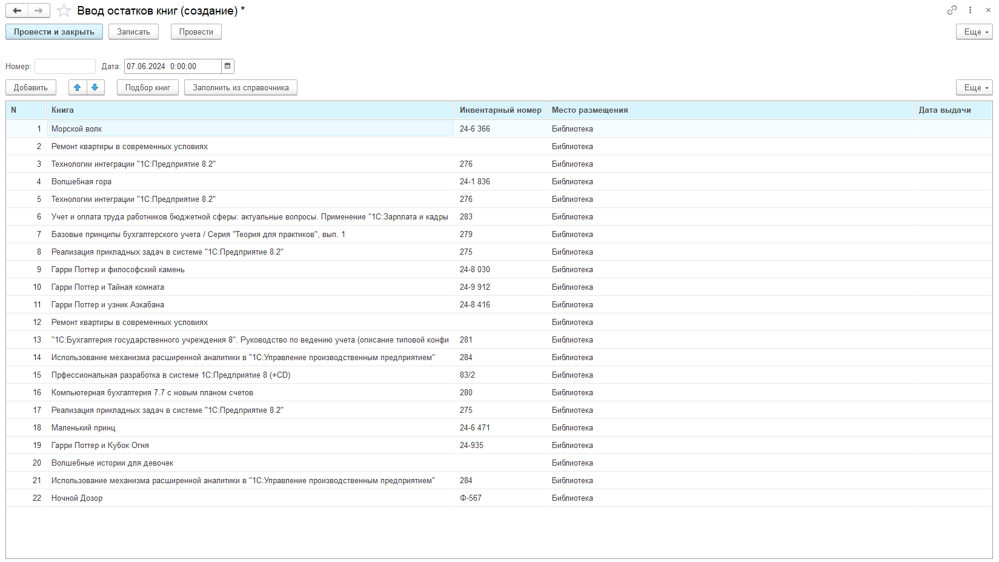 Ввод остатков книг (создание) *
Провести и закрыть Записать Провести Еще
Номер: Дата: 07.06.2024 0:00:00
Добавить Подбор книг Заполнить из справочника Еще
N Книга Инвентарный номер Место размещения Дата выдачи
1 Морской волк 24-6 366 Библиотека
2 Ремонт квартиры в современных условиях Библиотека
3 Технологии интеграции "1С:Предприятие 8.2" 276 Библиотека
4 Волшебная гора 24-1 836 Библиотека
5 Технологии интеграции "1С:Предприятие 8.2" 276 Библиотека
6 Учет и оплата труда работников бюджетной сферы: актуальные вопросы. Применение "1С:Зарплата и кадры 283 Библиотека
7 Базовые принципы бухгалтерского учета / Серия "Теория для практиков", вып. 1 279 Библиотека
8 Реализация прикладных задач в системе "1С:Предприятие 8.2" 275 Библиотека
9 Гарри Поттер и философский камень 24-8 030 Библиотека
10 Гарри Поттер и Тайная комната 24-9 912 Библиотека
11 Гарри Поттер и узник Азкабана 24-8 416 Библиотека
12 Ремонт квартиры в современных условиях Библиотека
13 "1С:Бухгалтерия государственного учреждения 8". Руководство по ведению учета (описание типовой конфи 281 Библиотека
14 Использование механизма расширенной аналитики в "1С:Управление производственным предприятием" 284 Библиотека
15 Прфессиональная разработка в системе 1С:Предприятие 8 (+CD) 83/2 Библиотека
16 Компьютерная бухгалтерия 7.7 с новым планом счетов 280 Библиотека
17 Реализация прикладных задач в системе "1С:Предприятие 8.2" 275 Библиотека
18 Маленький принц 24-6 471 Библиотека
19 Гарри Поттер и Кубок Огня 24-935 Библиотека
20 Волшебные истории для девочек Библиотека
21 Использование механизма расширенной аналитики в "1С:Управление производственным предприятием" 284 Библиотека
22 Ночной Дозор Ф-567 Библиотека